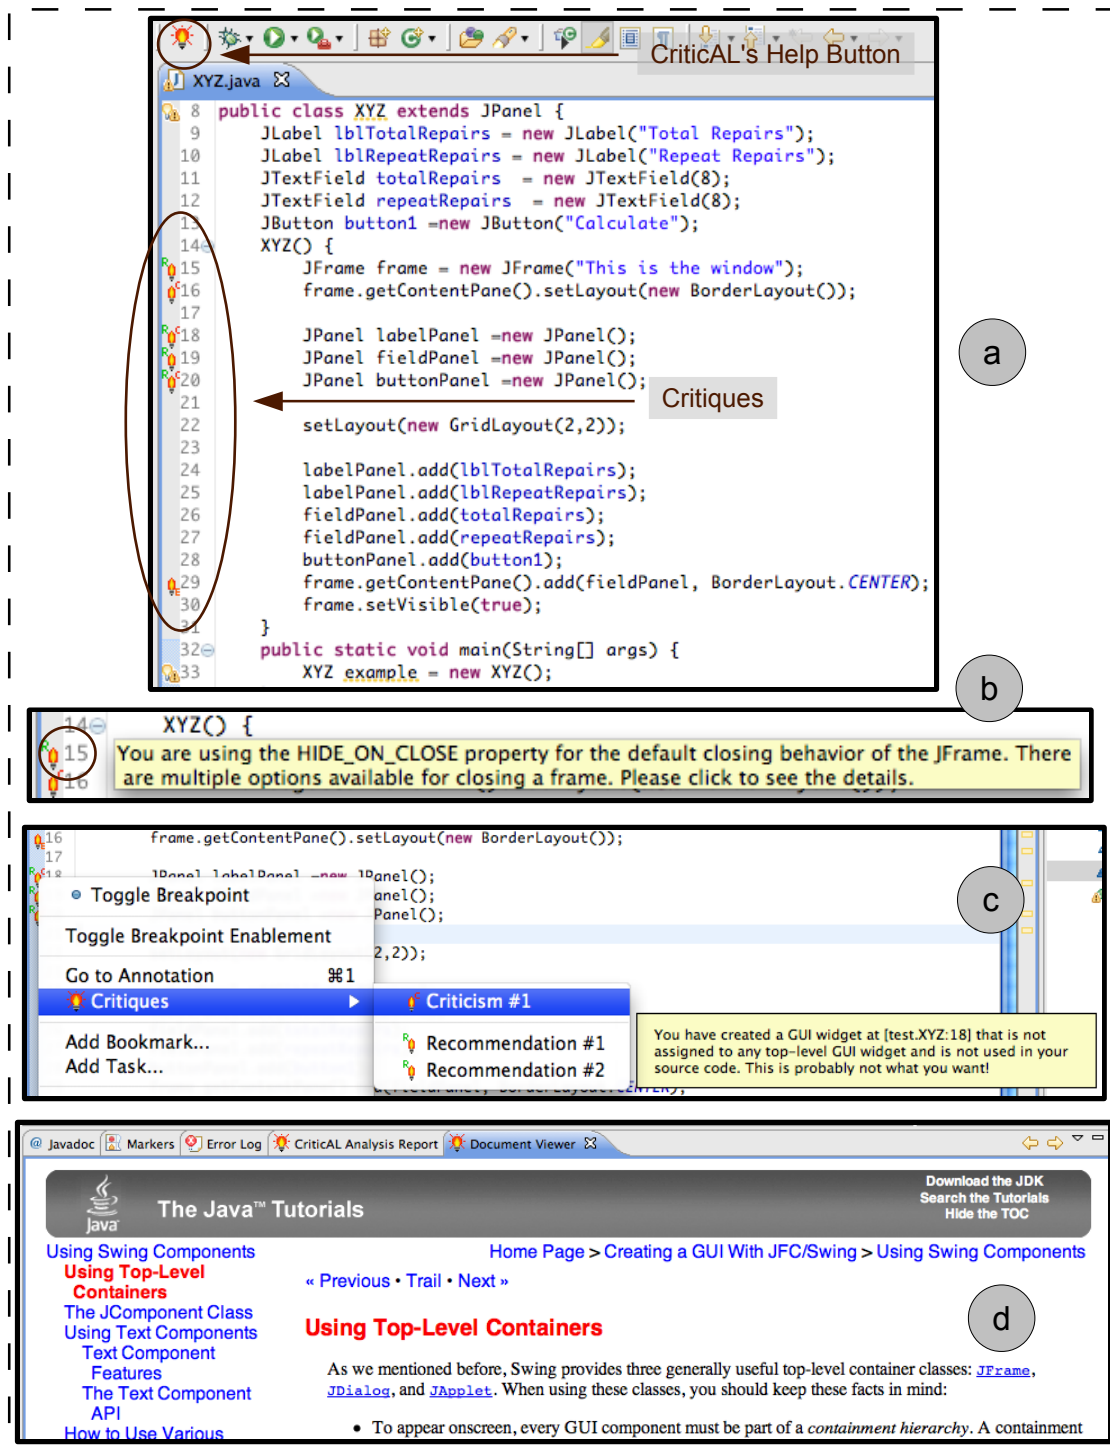 CriticAL's Help Button
XYZ.java
8 public class XYZ extends JPanel {
9 JLabel lblTotalRepairs = new JLabel("Total Repairs");
10 JLabel lblRepeatRepairs = new JLabel("Repeat Repairs");
11 JTextField totalRepairs = new JTextField(8);
12 JTextField repeatRepairs = new JTextField(8);
13 JButton button1 =new JButton("Calculate");
14 XYZ() {
15 JFrame frame = new JFrame("This is the window");
16 frame.getContentPane().setLayout(new BorderLayout());
17
18 JPanel labelPanel =new JPanel();
19 JPanel fieldPanel =new JPanel();
20 JPanel buttonPanel =new JPanel();
21
Critiques
22 setLayout(new GridLayout(2,2));
23
24 labelPanel.add(lblTotalRepairs);
25 labelPanel.add(lblRepeatRepairs);
26 fieldPanel.add(totalRepairs);
27 fieldPanel.add(repeatRepairs);
28 buttonPanel.add(button1);
29 frame.getContentPane().add(fieldPanel, BorderLayout.CENTER);
30 frame.setVisible(true);
31 }
32 public static void main(String[] args) {
33 XYZ example = new XYZ();
a
b
14 XYZ() {
15 You are using the HIDE_ON_CLOSE property for the default closing behavior of the JFrame. There
16 are multiple options available for closing a frame. Please click to see the details.
16 frame.getContentPane().setLayout(new BorderLayout());
17
18 JPanel labelPanel =new JPanel();
anel();
Panel();
2,2));
c
Toggle Breakpoint
Toggle Breakpoint Enablement
Go to Annotation ⌘1
Critiques
Add Bookmark...
Add Task...
Criticism #1
Recommendation #1
Recommendation #2
You have created a GUI widget at [test.XYZ:18] that is not
assigned to any top-level GUI widget and is not used in your
source code. This is probably not what you want!
@ Javadoc Markers Error Log CriticAL Analysis Report Document Viewer
Java
The Java™ Tutorials
Download the JDK
Search the Tutorials
Hide the TOC
Using Swing Components
Using Top-Level
Containers
The JComponent Class
Using Text Components
Text Component
Features
The Text Component
API
How to Use Various
Home Page > Creating a GUI With JFC/Swing > Using Swing Components
« Previous • Trail • Next »
d
Using Top-Level Containers
As we mentioned before, Swing provides three generally useful top-level container classes: JFrame,
JDialog, and JApplet. When using these classes, you should keep these facts in mind:
• To appear onscreen, every GUI component must be part of a containment hierarchy. A containment